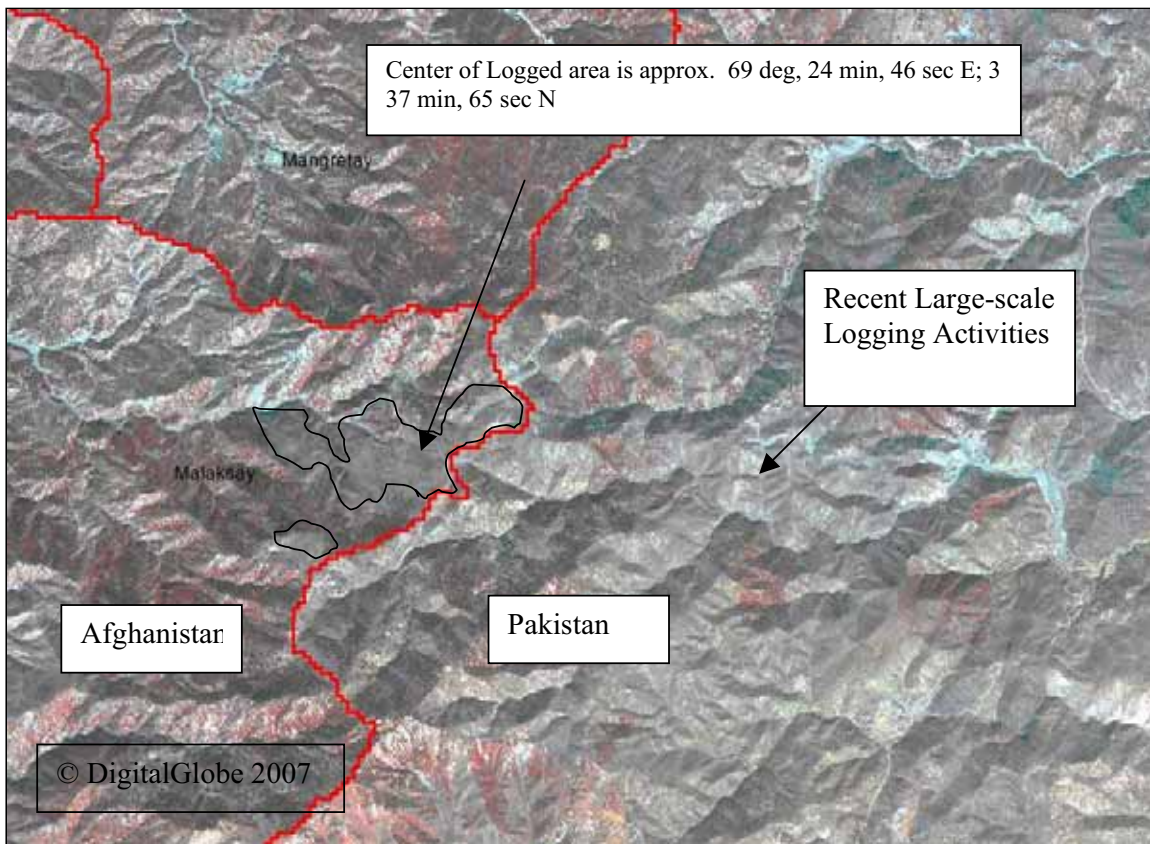 Center of Logged area is approx. 69 deg, 24 min, 46 sec E; 3
37 min, 65 sec N
Mangretay
Recent Large-scale
Logging Activities
Malaksay
Afghanistan
Pakistan
© DigitalGlobe 2007